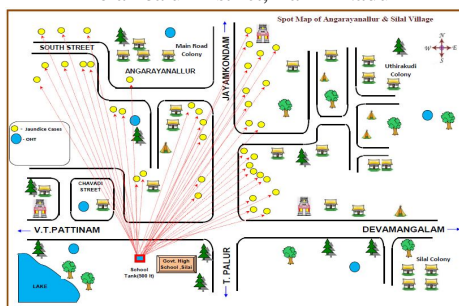 Spot Map of Angarayanallur & Silal Village
SOUTH STREET
Main Road
Colony
ANGARAYANALLUR
JAYAMKONDAM
N
W
E
S
Uthirakudi
Colony
- Jaundice Cases
- OHT
CHAVADI
STREET
V.T.PATTINAM
DEVAMANGALAM
School
Tank(500 lt)
Govt. High
School ,Silal
T.PALUR
Silal Colony
LAKE